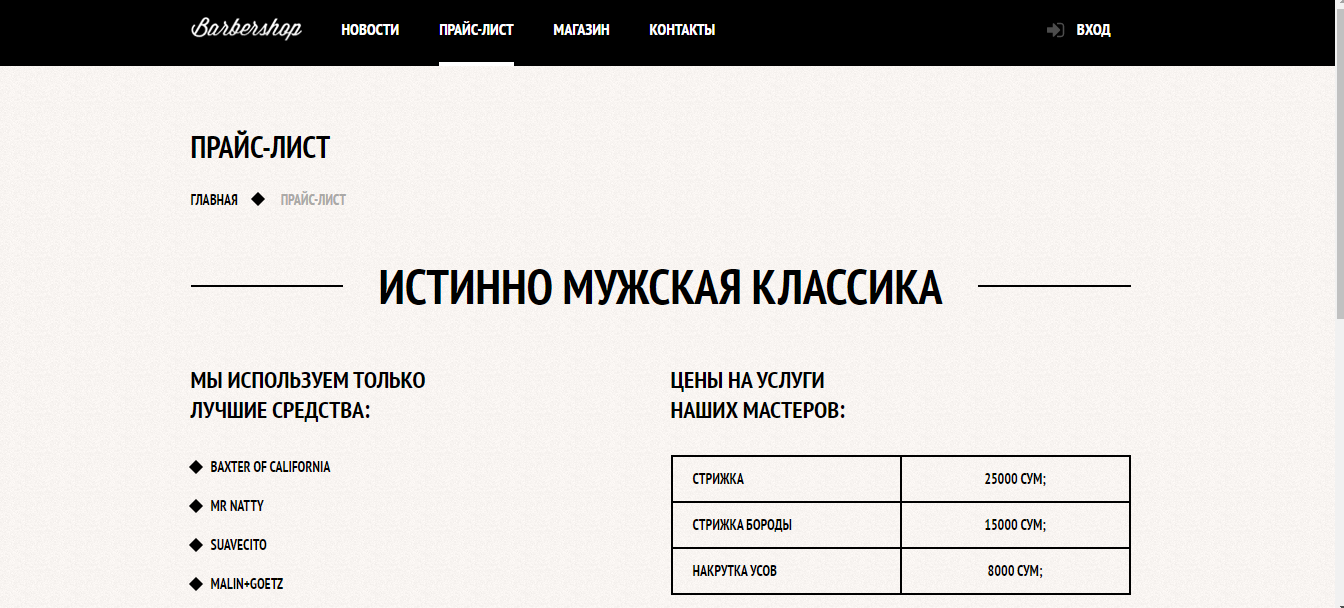 Barbershop НОВОСТИ ПРАЙС-ЛИСТ МАГАЗИН КОНТАКТЫ ВХОД
ПРАЙС-ЛИСТ
ГЛАВНАЯ ПРАЙС-ЛИСТ
ИСТИННО МУЖСКАЯ КЛАССИКА
МЫ ИСПОЛЬЗУЕМ ТОЛЬКО
ЛУЧШИЕ СРЕДСТВА:
BAXTER OF CALIFORNIA
MR NATTY
SUAVECITO
MALIN+GOETZ
ЦЕНЫ НА УСЛУГИ
НАШИХ МАСТЕРОВ:
СТРИЖКА 25000 СУМ;
СТРИЖКА БОРОДЫ 15000 СУМ;
НАКРУТКА УСОВ 8000 СУМ;